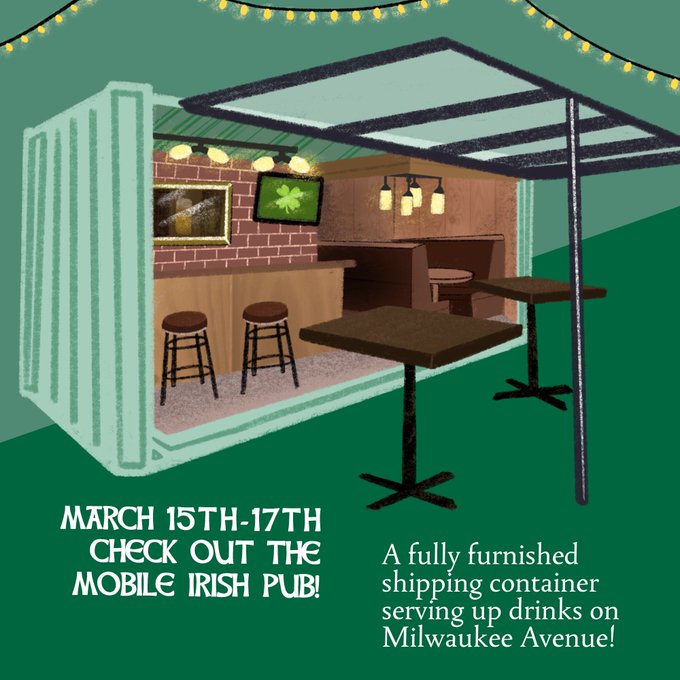 MARCH 15TH-17TH
CHECK OUT THE
MOBILE IRISH PUB!
A fully furnished
shipping container
serving up drinks on
Milwaukee Avenue!